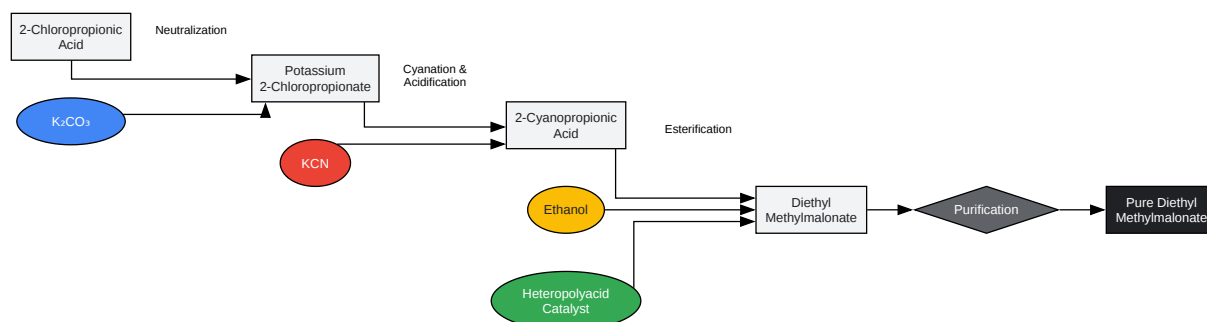 2-Chloropropionic
Acid
Neutralization
K₂CO₃
Potassium
2-Chloropropionate
Cyanation &
Acidification
KCN
2-Cyanopropionic
Acid
Esterification
Ethanol
Heteropolyacid
Catalyst
Diethyl
Methylmalonate
Purification
Pure Diethyl
Methylmalonate